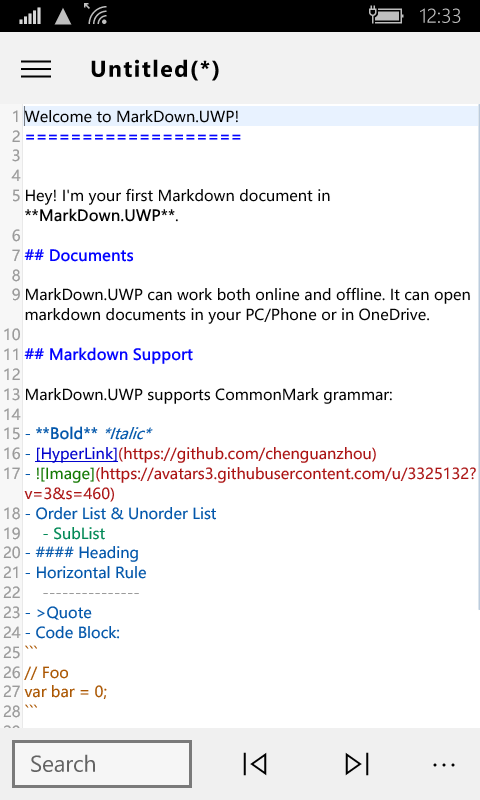 12:33
Untitled(*)
1 Welcome to MarkDown.UWP!
2 ==================
3
4
5 Hey! I'm your first Markdown document in
**MarkDown.UWP**.
6
7 ## Documents
8
9 MarkDown.UWP can work both online and offline. It can open
markdown documents in your PC/Phone or in OneDrive.
10
11 ## Markdown Support
12
13 MarkDown.UWP supports CommonMark grammar:
14
15 - **Bold** *Italic*
16 - [HyperLink](https://github.com/chenguanzhou)
17 - ![Image](https://avatars3.githubusercontent.com/u/3325132?
v=3&s=460)
18 - Order List & Unorder List
19 - SubList
20 - #### Heading
21 - Horizontal Rule
22 ---------------
23 - >Quote
24 - Code Block:
25 ```
26 // Foo
27 var bar = 0;
28 ```
Search